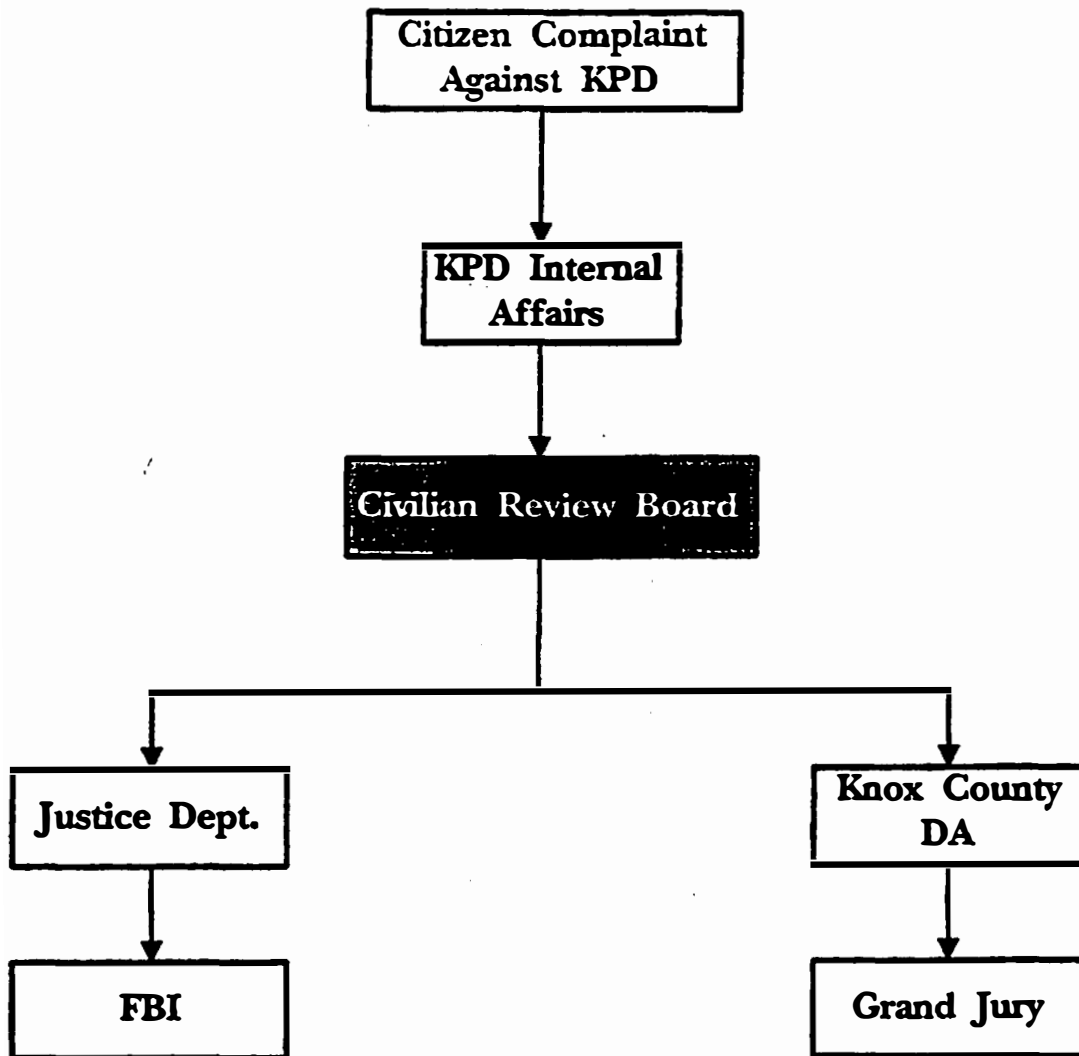 Citizen Complaint
Against KPD
KPD Internal
Affairs
Civilian Review Board
Justice Dept.
Knox County
DA
FBI
Grand Jury